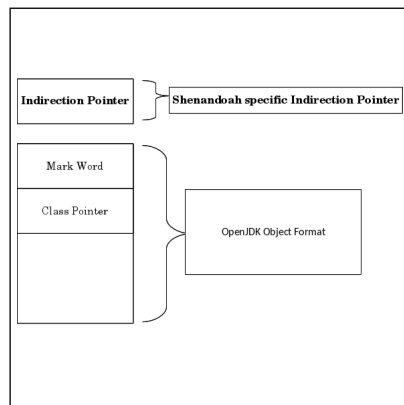 Indirection Pointer
Shenandoah specific Indirection Pointer
Mark Word
Class Pointer
OpenJDK Object Format